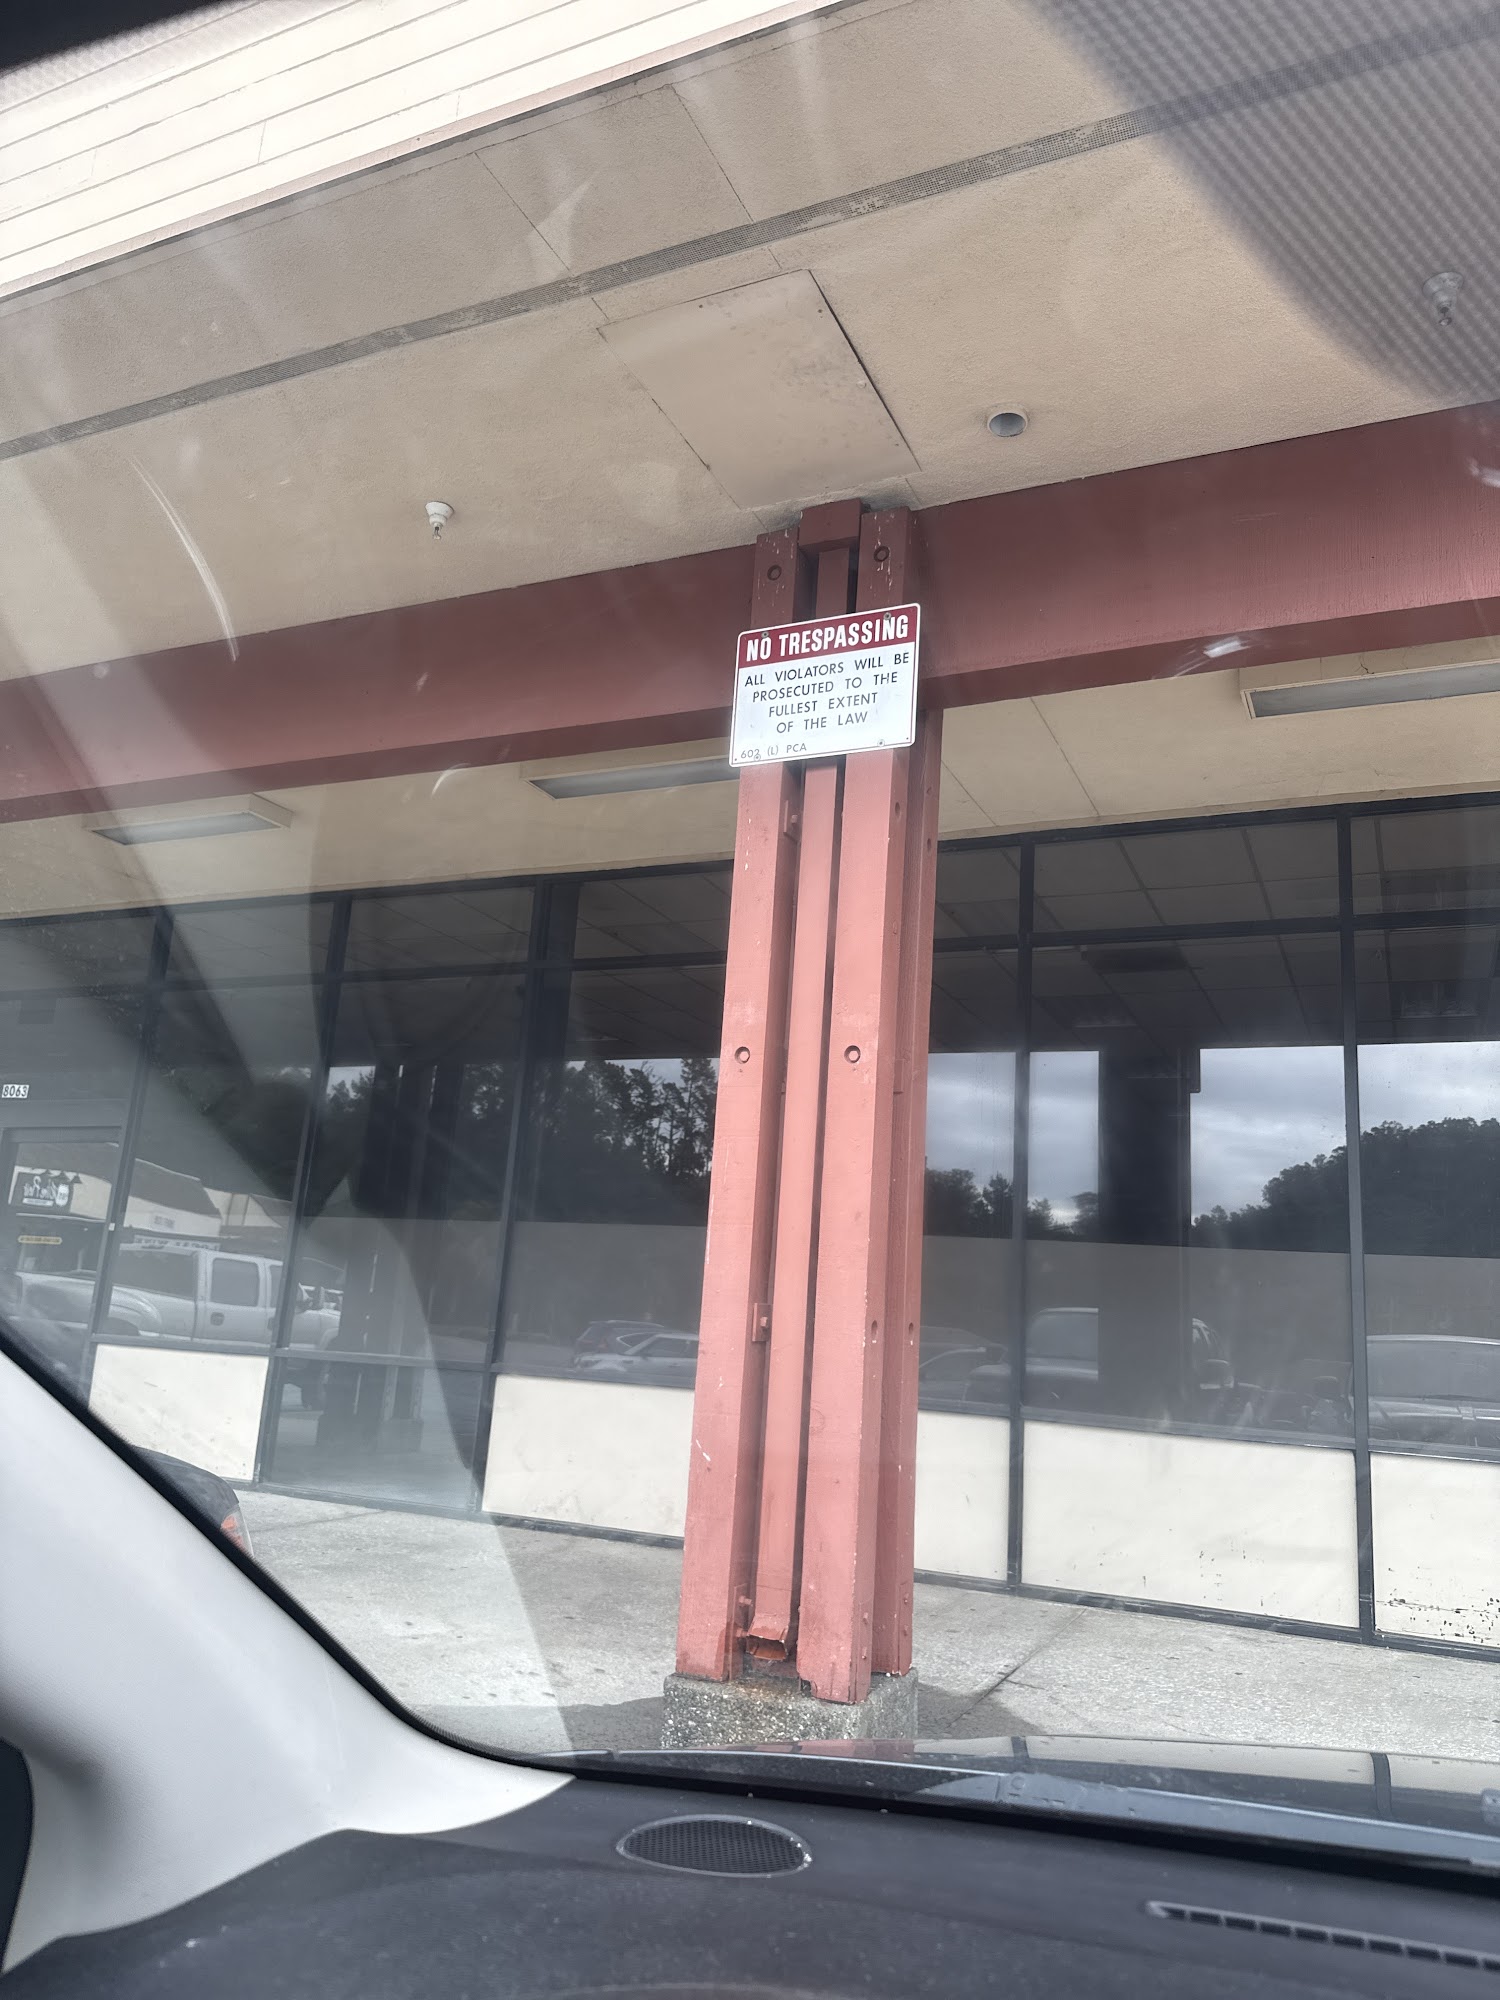 NO TRESPASSING
ALL VIOLATORS WILL BE
PROSECUTED TO THE
FULLEST EXTENT
OF THE LAW
602 (L) PCA
8063